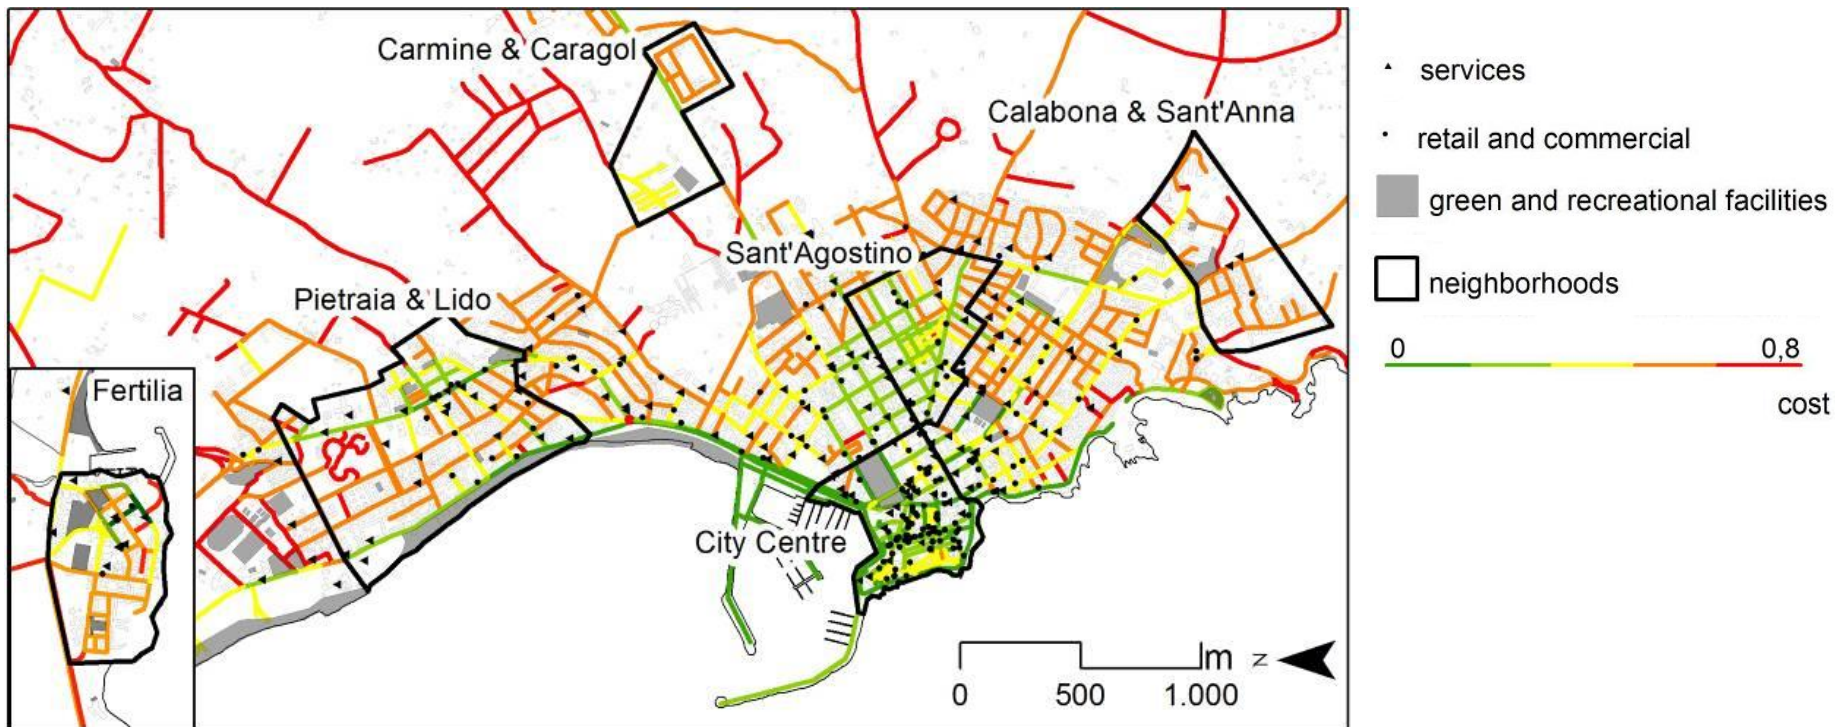 Carmine & Caragol
Calabona & Sant'Anna
Sant'Agostino
Pietraia & Lido
Fertilia
City Centre
m
0 500 1.000
N
services
retail and commercial
green and recreational facilities
neighborhoods
0 0,8
cost